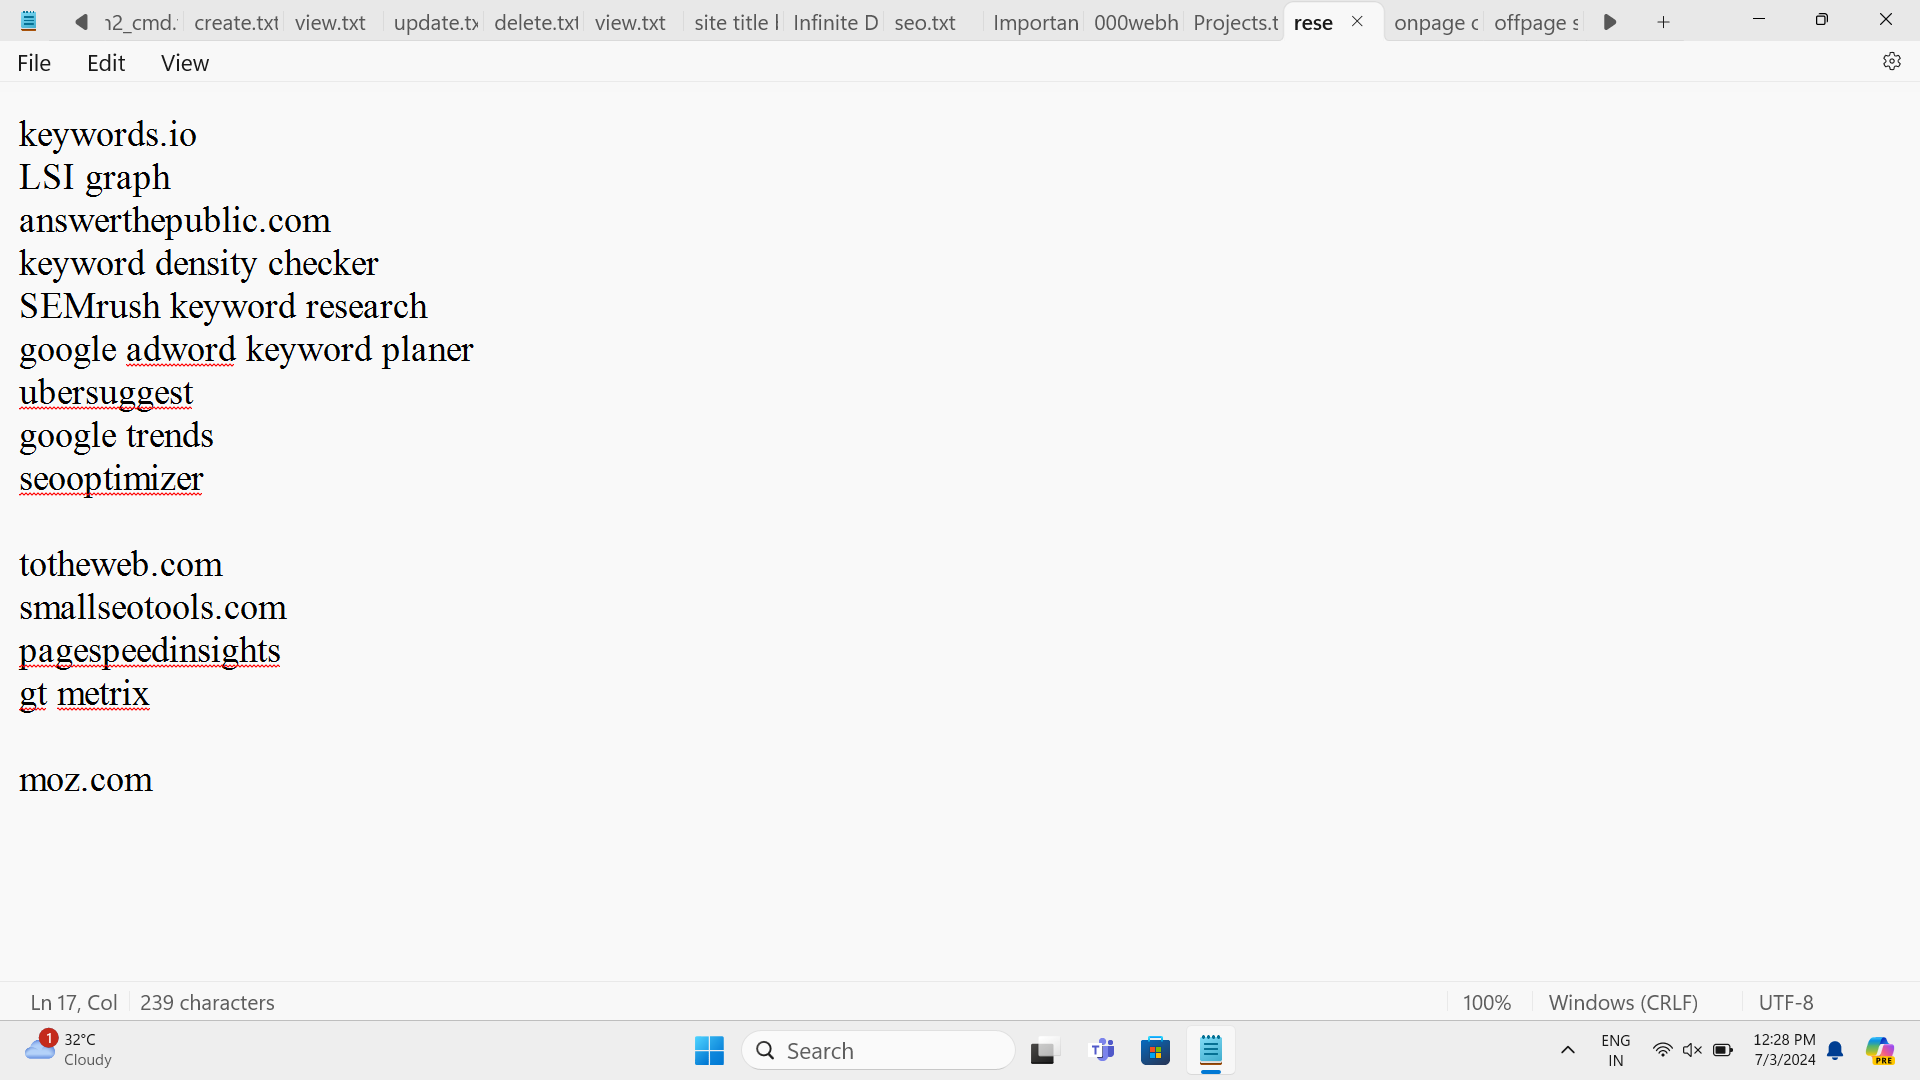 n2_cmd. create.txt view.txt update.tx delete.txt view.txt site title Infinite D seo.txt Importan 000webh Projects.t rese onpage c offpage s
File Edit View
keywords.io
LSI graph
answerthepublic.com
keyword density checker
SEMrush keyword research
google adword keyword planer
ubersuggest
google trends
seooptimizer
totheweb.com
smallseotools.com
pagespeedinsights
gt metrix
moz.com
Ln 17, Col 239 characters 100% Windows (CRLF) UTF-8
1 32°C Search ENG 12:28 PM
Cloudy IN 7/3/2024 PRE